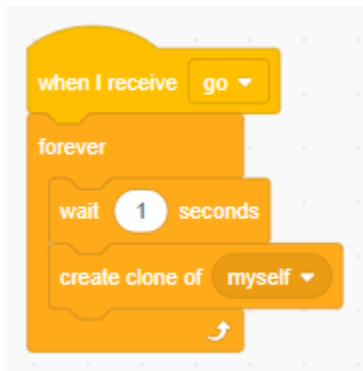 when I receive go
forever
wait 1 seconds
create clone of myself